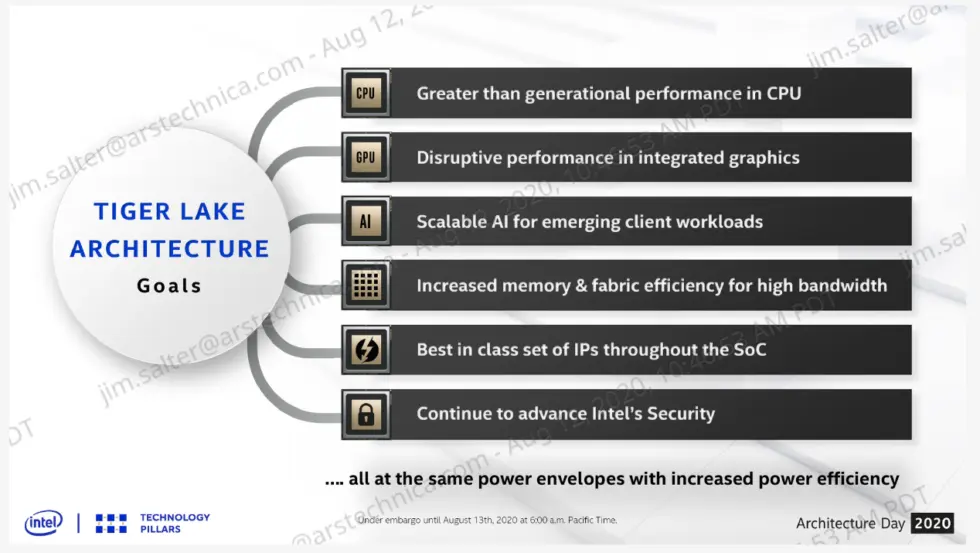 jim.salter@arstechnica.com - Aug 12, 2020, 10:46:53 AM PDT
TIGER LAKE
ARCHITECTURE
Goals
CPU
Greater than generational performance in CPU
GPU
Disruptive performance in integrated graphics
AI
Scalable AI for emerging client workloads
Increased memory & fabric efficiency for high bandwidth
Best in class set of IPs throughout the SoC
Continue to advance Intel's Security
.... all at the same power envelopes with increased power efficiency
intel
TECHNOLOGY
PILLARS
Under embargo until August 13th, 2020 at 6:00 a.m. Pacific Time.
Architecture Day 2020